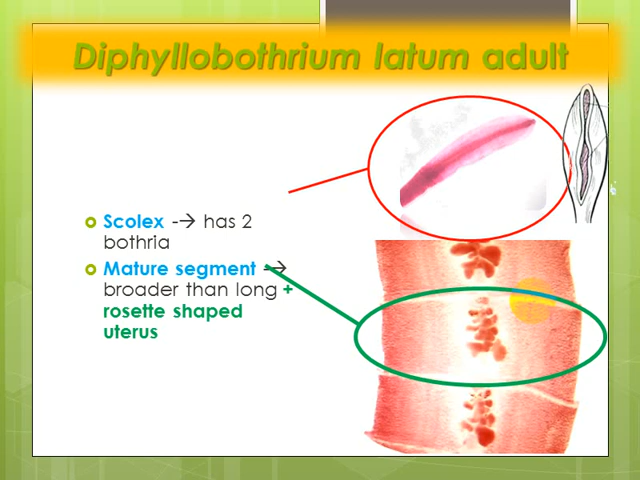 Diphyllobothrium latum adult
Scolex -→ has 2
bothria
Mature segment -→
broader than long +
rosette shaped
uterus